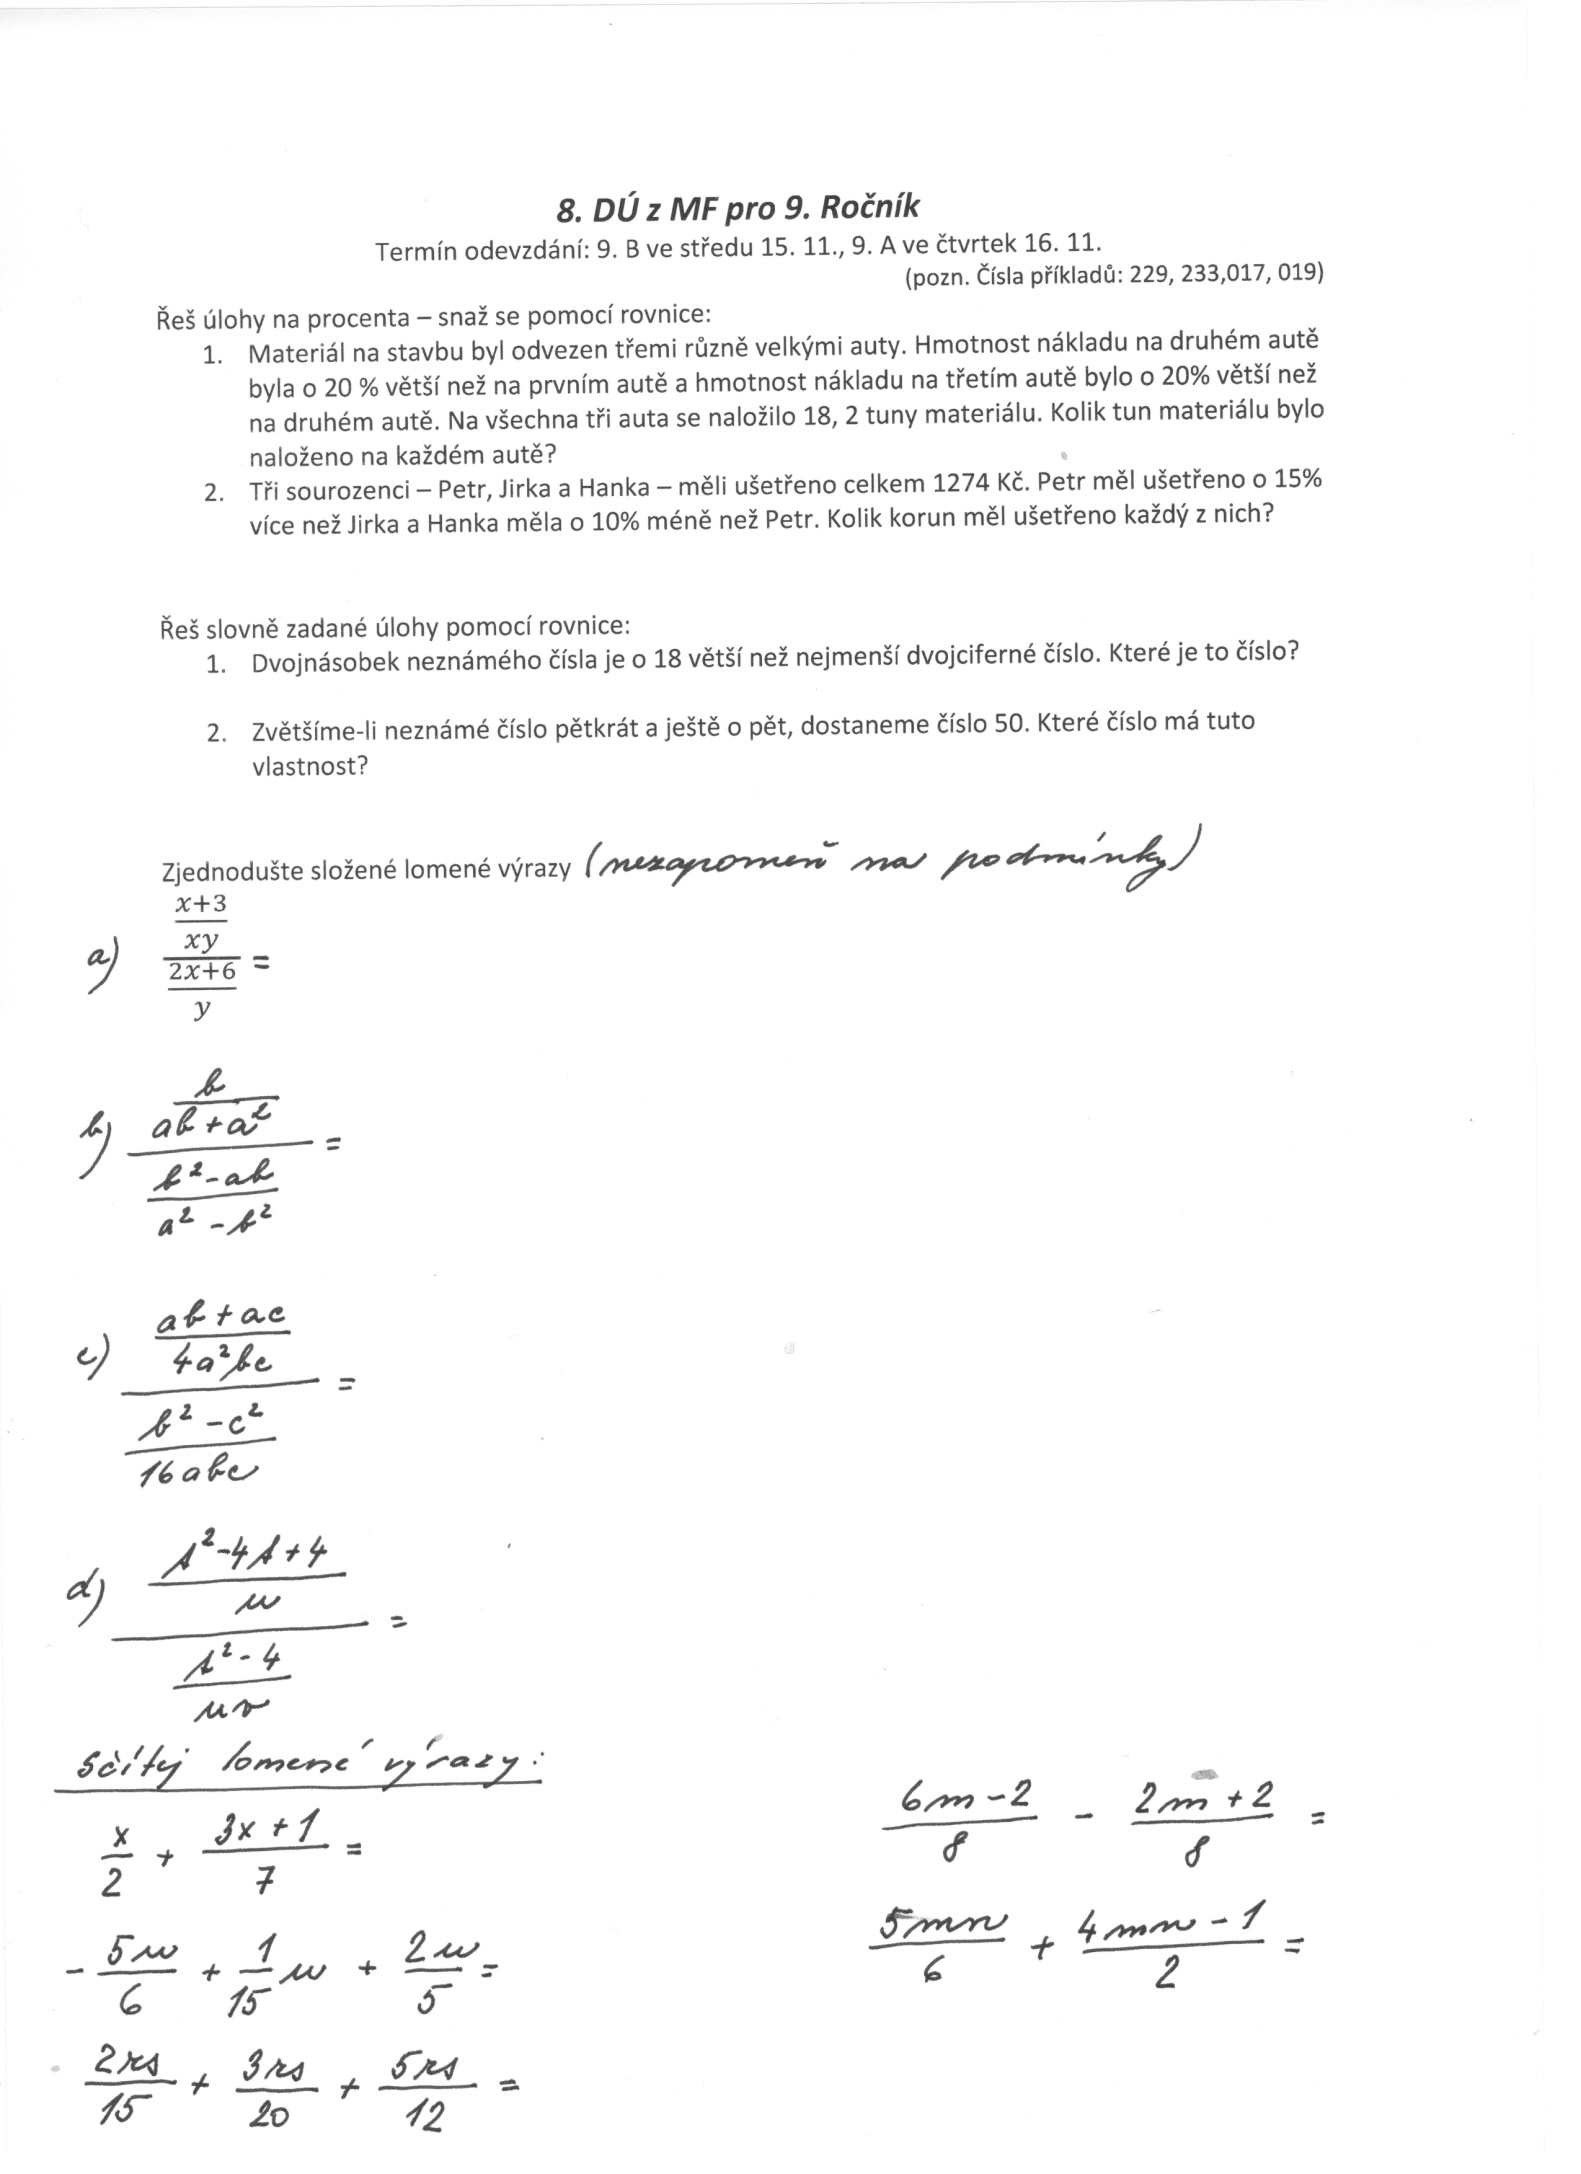 8. DÚ z MF pro 9. Ročník
Termín odevzdání: 9. B ve středu 15. 11., 9. A ve čtvrtek 16. 11.
(pozn. Čísla příkladů: 229, 233,017, 019)
Řeš úlohy na procenta – snaž se pomocí rovnice:
1. Materiál na stavbu byl odvezen třemi různě velkými auty. Hmotnost nákladu na druhém autě
byla o 20 % větší než na prvním autě a hmotnost nákladu na třetím autě bylo o 20% větší než
na druhém autě. Na všechna tři auta se naložilo 18, 2 tuny materiálu. Kolik tun materiálu bylo
naloženo na každém autě?
2. Tři sourozenci – Petr, Jirka a Hanka – měli ušetřeno celkem 1274 Kč. Petr měl ušetřeno o 15%
více než Jirka a Hanka měla o 10% méně než Petr. Kolik korun měl ušetřeno každý z nich?
Řeš slovně zadané úlohy pomocí rovnice:
1. Dvojnásobek neznámého čísla je o 18 větší než nejmenší dvojciferné číslo. Které je to číslo?
2. Zvětšíme-li neznámé číslo pětkrát a ještě o pět, dostaneme číslo 50. Které číslo má tuto
vlastnost?
Zjednodušte složené lomené výrazy (nezapomeň na podmínky)
x+3
xy
a) =
2x+6
y
b
ab+a²
b) =
b²-ab
a²-b²
ab+ac
4a²bc
c) =
b²-c²
16abc
s²-4s+4
u
d) =
s²-4
uv
Sčítej lomené výrazy:
x/2 + 3x+1/7 =
6m-2/8 - 2m+2/8 =
-5u/6 + 1/15 u + 2u/5 =
5mn/6 + 4mn-1/2 =
2rs/15 + 3rs/20 + 5rs/12 =